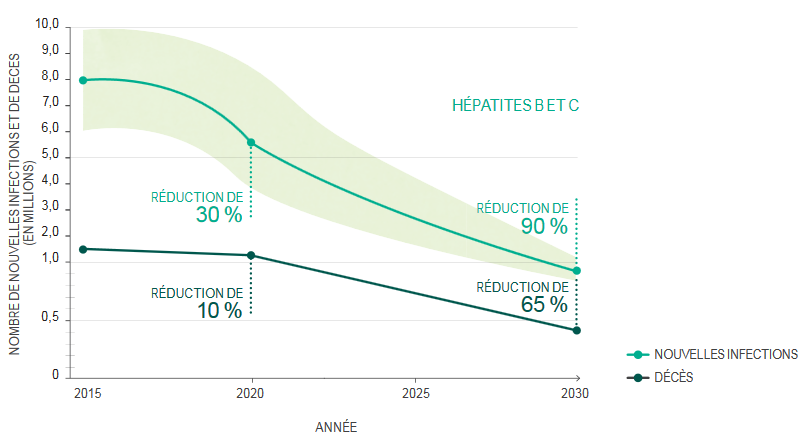 10,0
9,0
8,0
7,0
6,0
5,0
4,0
3,0
2,0
1,0
0,5
0
NOMBRE DE NOUVELLES INFECTIONS ET DE DECES
(EN MILLIONS)
HÉPATITES B ET C
RÉDUCTION DE
30 %
RÉDUCTION DE
90 %
RÉDUCTION DE
10 %
RÉDUCTION DE
65 %
NOUVELLES INFECTIONS
DÉCÈS
2015
2020
2025
2030
ANNÉE